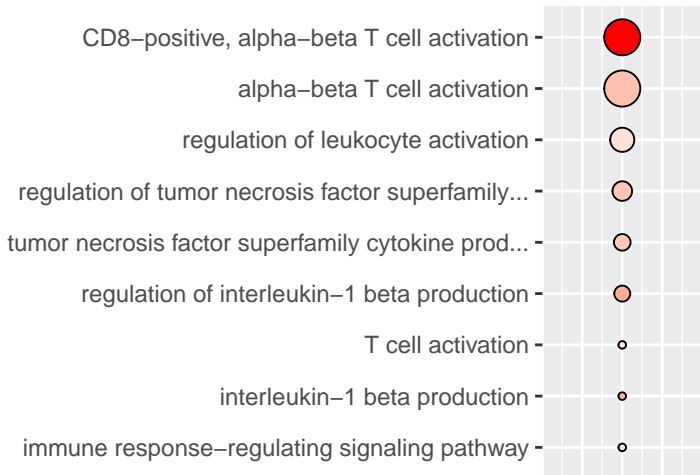 CD8−positive, alpha−beta T cell activation
alpha−beta T cell activation
regulation of leukocyte activation
regulation of tumor necrosis factor superfamily...
tumor necrosis factor superfamily cytokine prod...
regulation of interleukin−1 beta production
T cell activation
interleukin−1 beta production
immune response−regulating signaling pathway